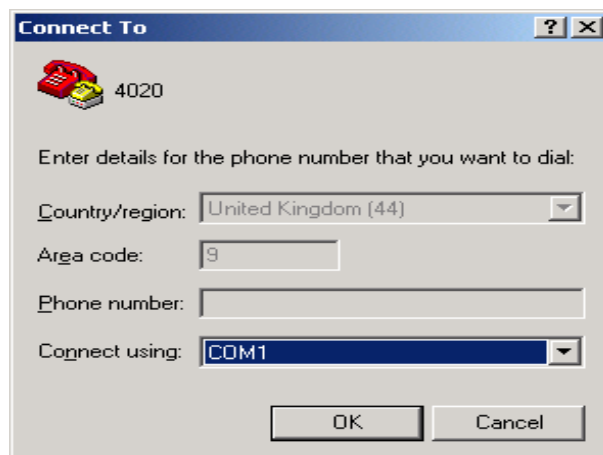 Connect To
4020
Enter details for the phone number that you want to dial:
Country/region: United Kingdom (44)
Area code: 9
Phone number:
Connect using: COM1
OK Cancel